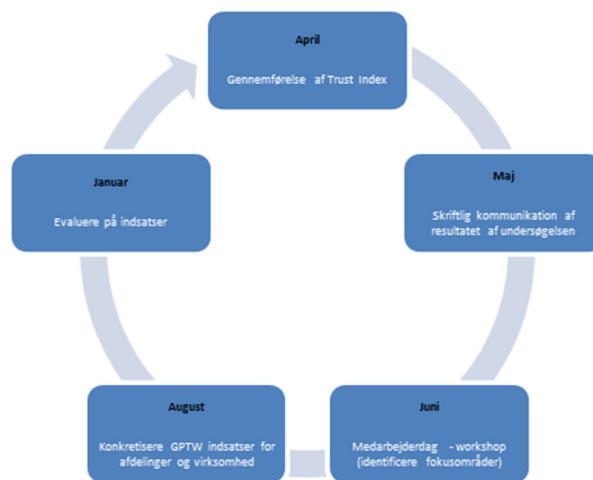 April
Gennemførelse af Trust Index
Maj
Skriftlig kommunikation af
resultatet af undersøgelsen
Juni
Medarbejderdag - workshop
(identificere fokusområder)
August
Konkretisere GPTW indsatser for
afdelinger og virksomhed
Januar
Evaluere på indsatser